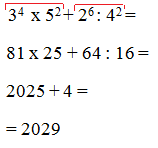 3⁴ x 5² + 2⁶ : 4² =
81 x 25 + 64 : 16 =
2025 + 4 =
= 2029